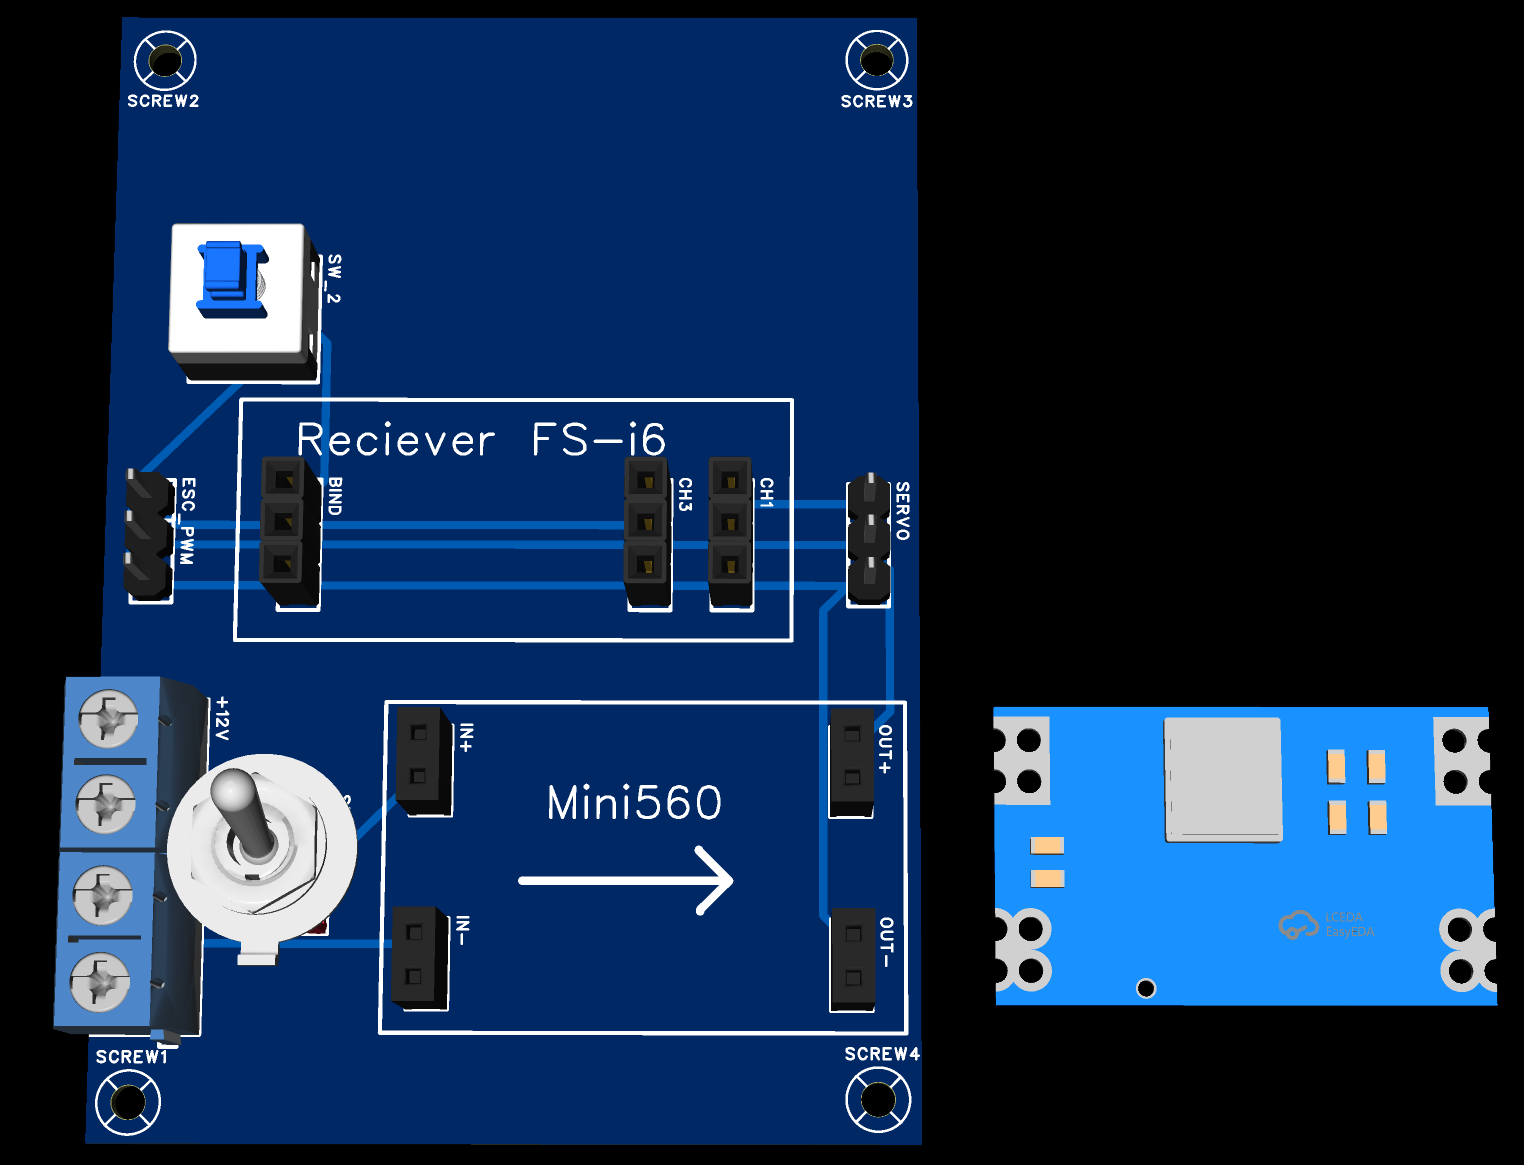 SCREW2
SCREW3
SW_2
Reciever FS-i6
BIND
CH3
CH1
ESC_PWM
SERVO
+12V
IN+
OUT+
Mini560
IN-
OUT-
LCEDA
EasyEDA
SCREW1
SCREW4